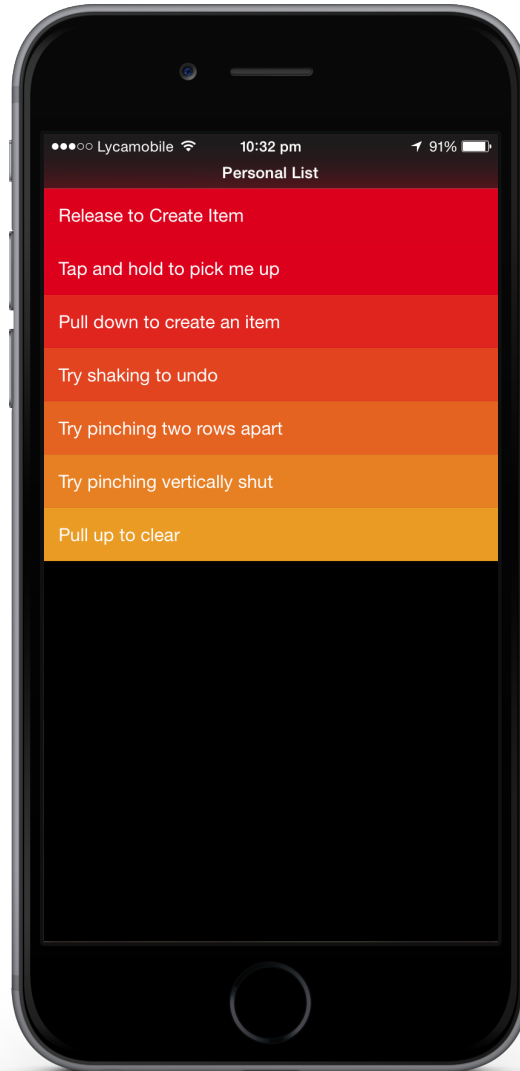 Lycamobile 10:32 pm 91%
Personal List
Release to Create Item
Tap and hold to pick me up
Pull down to create an item
Try shaking to undo
Try pinching two rows apart
Try pinching vertically shut
Pull up to clear